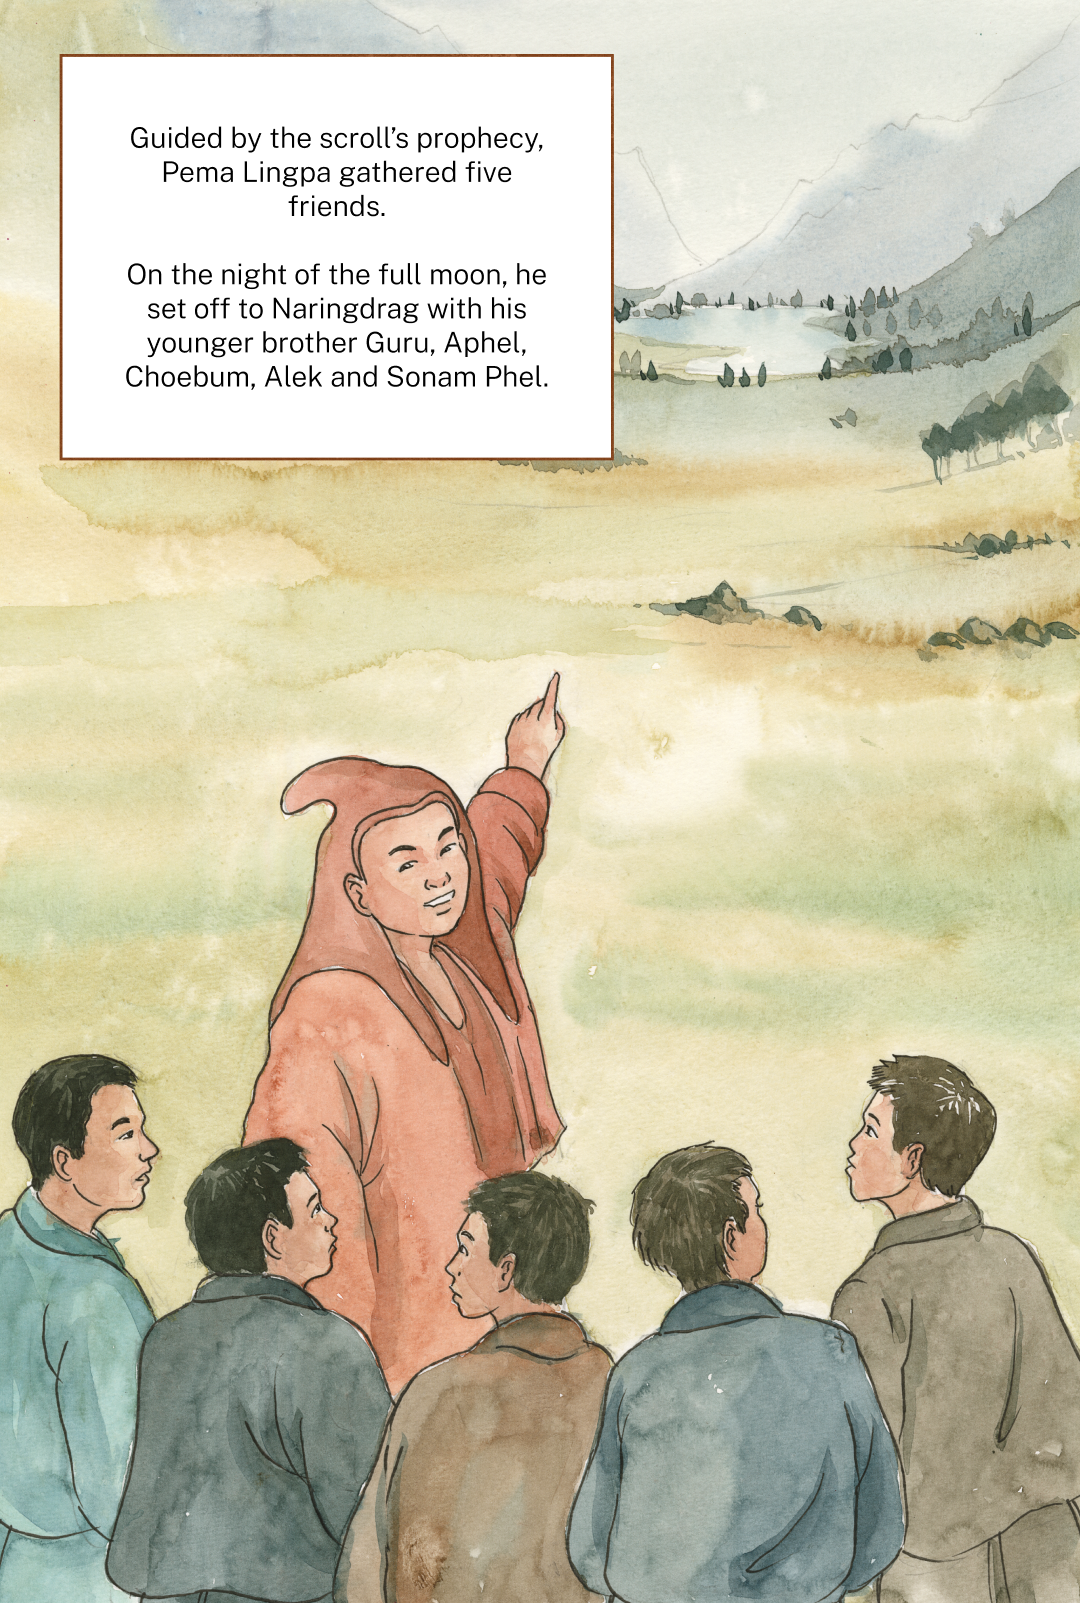 Guided by the scroll’s prophecy,
Pema Lingpa gathered five
friends.
On the night of the full moon, he
set off to Naringdrag with his
younger brother Guru, Aphel,
Choebum, Alek and Sonam Phel.